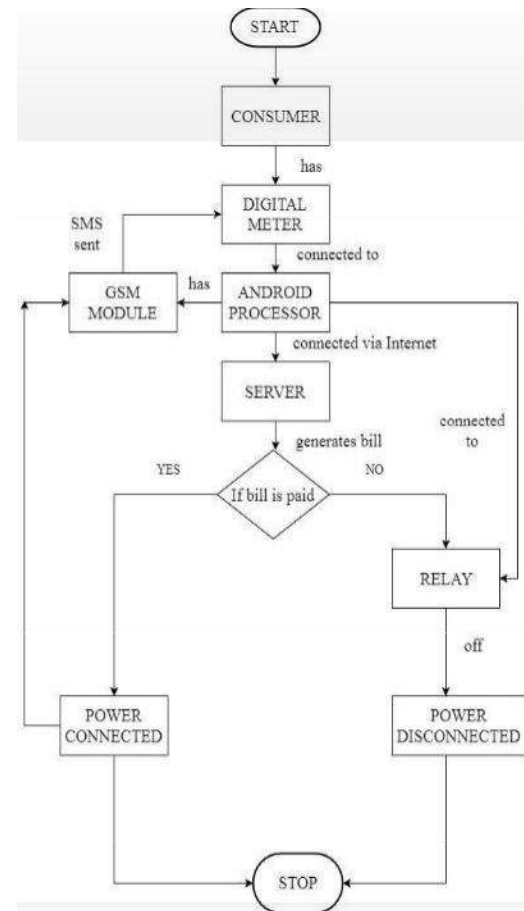 START
CONSUMER
has
DIGITAL
METER
SMS
sent
connected to
GSM
MODULE
has
ANDROID
PROCESSOR
connected via Internet
SERVER
connected
to
generates bill
YES
If bill is paid
NO
RELAY
off
POWER
CONNECTED
POWER
DISCONNECTED
STOP